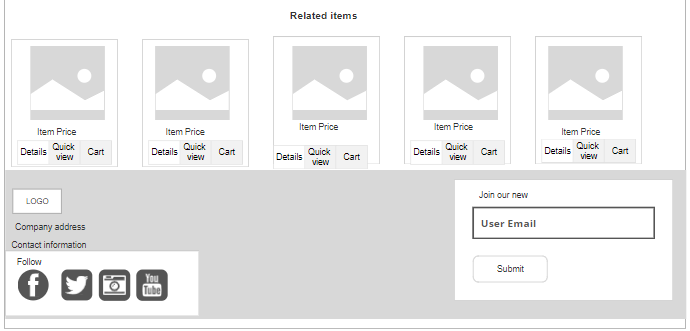 Related items
Item Price
Details Quick view Cart
Item Price
Details Quick view Cart
Item Price
Details Quick view Cart
Item Price
Details Quick view Cart
Item Price
Details Quick view Cart
LOGO
Company address
Contact information
Follow
f
You
Tube
Join our new
User Email
Submit